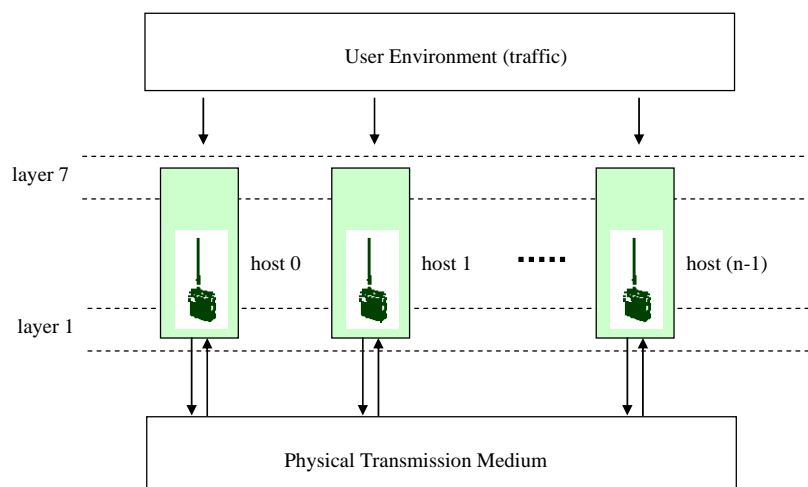 User Environment (traffic)
layer 7
host 0
host 1
host (n-1)
layer 1
Physical Transmission Medium